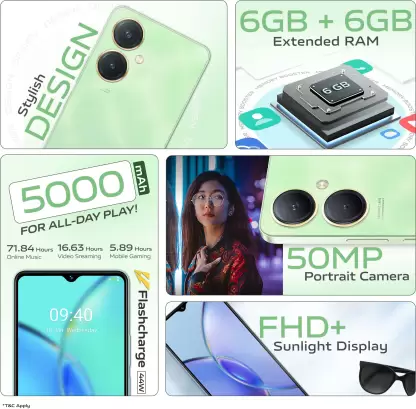 Stylish
DESIGN
6GB + 6GB
Extended RAM
6 GB
5000
mAh
FOR ALL-DAY PLAY!
71.84 Hours
Online Music
16.63 Hours
Video Streaming
5.89 Hours
Mobile Gaming
Flashcharge
44W
09:40
50MP
Portrait Camera
FHD+
Sunlight Display
*T&C Apply